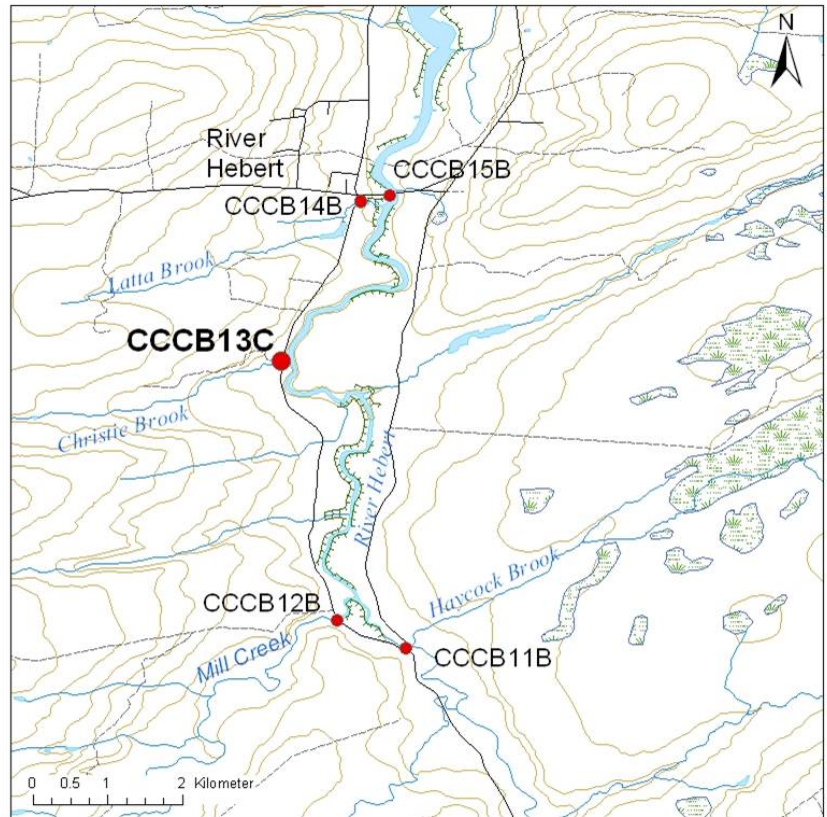 N
River
Hebert
CCCB15B
CCCB14B
Latta Brook
CCCB13C
Christie Brook
River Hebert
Haycock Brook
CCCB12B
Mill Creek
CCCB11B
0 0.5 1 2 Kilometer